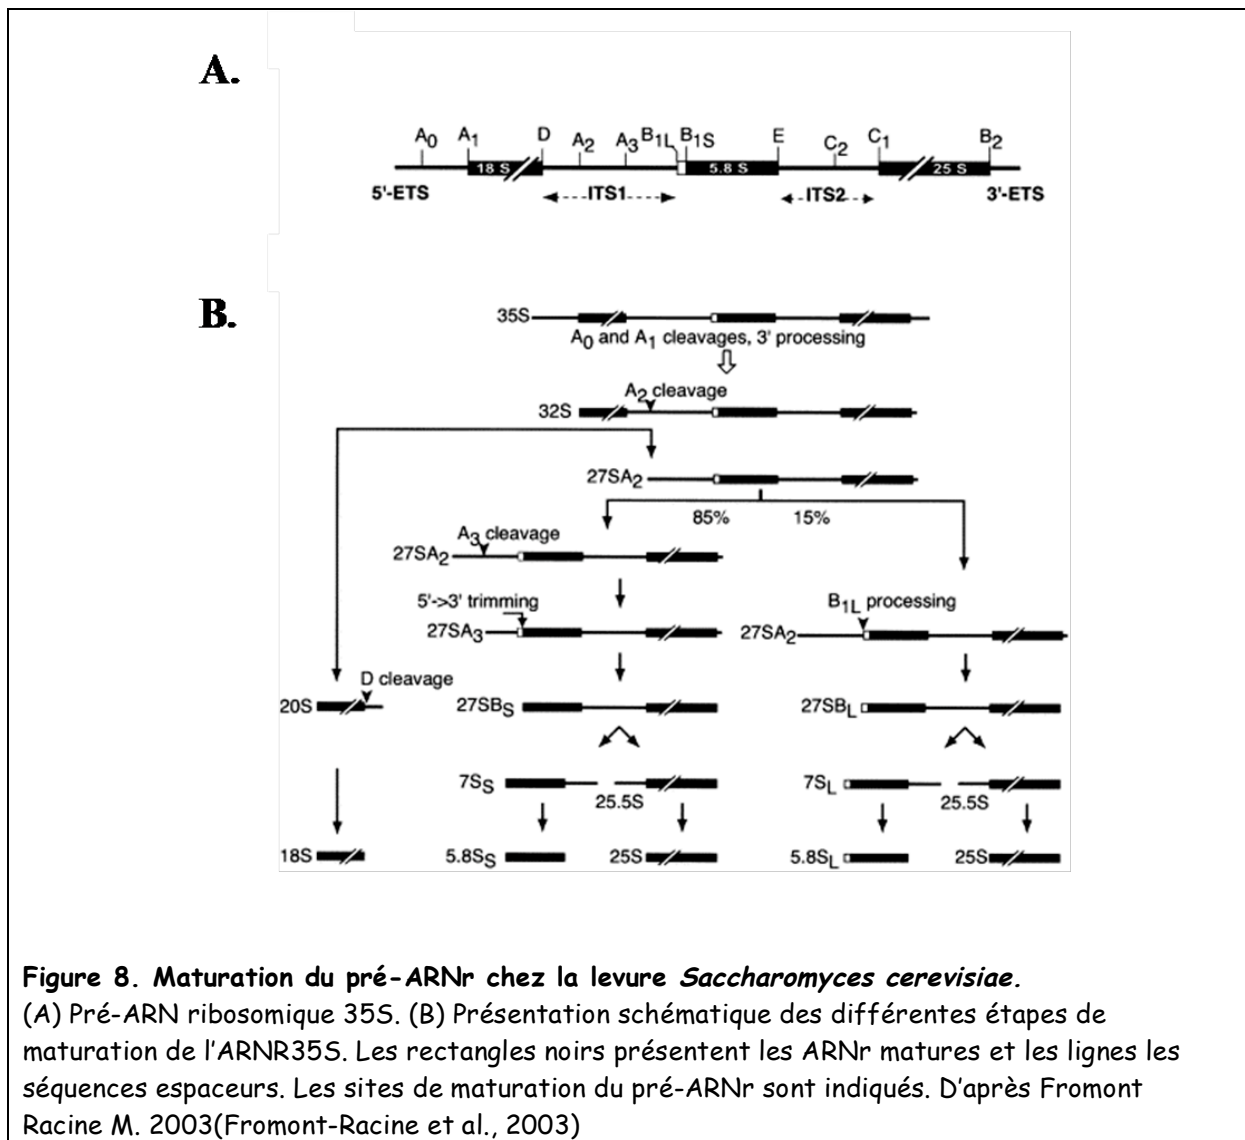 A.
A0 A1 D A2 A3 B1L B1S E C2 C1 B2
18 S 5.8 S 25 S
5'-ETS ITS1 ITS2 3'-ETS
B.
35S
A0 and A1 cleavages, 3' processing
A2 cleavage
32S
27SA2
85% 15%
A3 cleavage
27SA2
5'->3' trimming
B1L processing
27SA3 27SA2
D cleavage
20S 27SBS 27SBL
7SS 25.5S 7SL 25.5S
18S 5.8SS 25S 5.8SL 25S
Figure 8. Maturation du pré-ARNr chez la levure Saccharomyces cerevisiae.
(A) Pré-ARN ribosomique 35S. (B) Présentation schématique des différentes étapes de
maturation de l'ARNR35S. Les rectangles noirs présentent les ARNr matures et les lignes les
séquences espaceurs. Les sites de maturation du pré-ARNr sont indiqués. D'après Fromont
Racine M. 2003(Fromont-Racine et al., 2003)